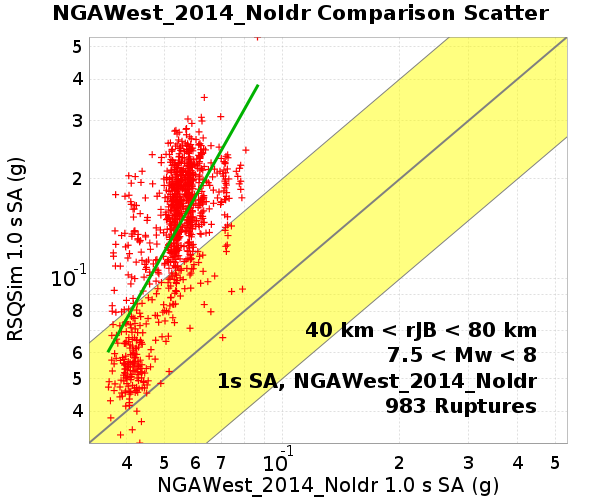 NGAWest_2014_NoIdr Comparison Scatter
5
4
3
2
10^-1
8
6
5
4
RSQSim 1.0 s SA (g)
40 km < rJB < 80 km
7.5 < Mw < 8
1s SA, NGAWest_2014_NoIdr
983 Ruptures
4 5 6 7 10^-1 2 3 4 5
NGAWest_2014_NoIdr 1.0 s SA (g)